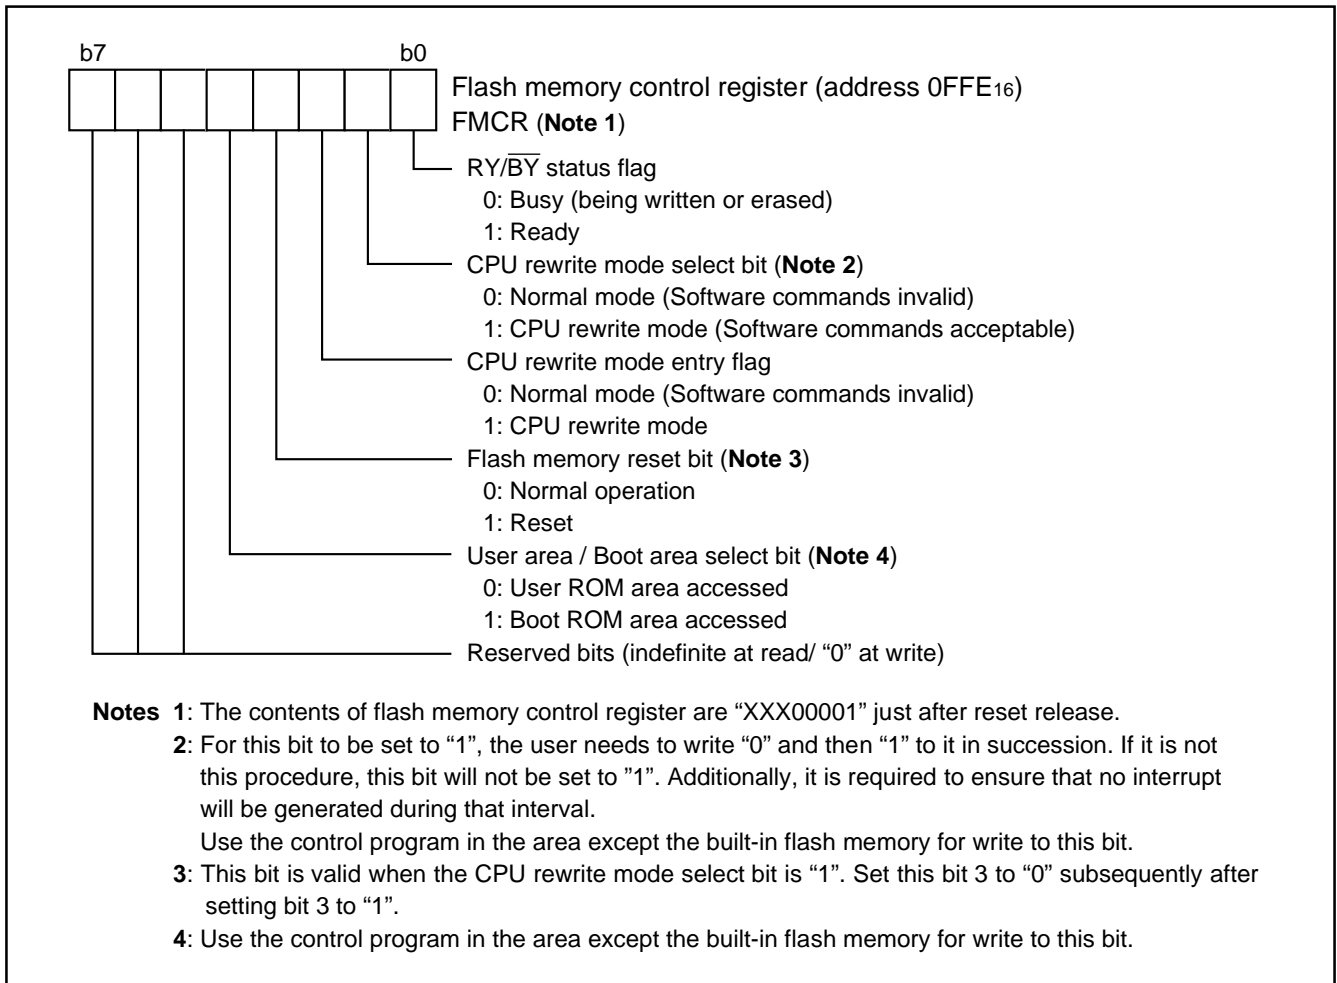 b7 b0
Flash memory control register (address 0FFE16)
FMCR (Note 1)
RY/B̅Y̅ status flag
0: Busy (being written or erased)
1: Ready
CPU rewrite mode select bit (Note 2)
0: Normal mode (Software commands invalid)
1: CPU rewrite mode (Software commands acceptable)
CPU rewrite mode entry flag
0: Normal mode (Software commands invalid)
1: CPU rewrite mode
Flash memory reset bit (Note 3)
0: Normal operation
1: Reset
User area / Boot area select bit (Note 4)
0: User ROM area accessed
1: Boot ROM area accessed
Reserved bits (indefinite at read/ “0” at write)
Notes 1: The contents of flash memory control register are “XXX00001” just after reset release.
2: For this bit to be set to “1”, the user needs to write “0” and then “1” to it in succession. If it is not
this procedure, this bit will not be set to ”1”. Additionally, it is required to ensure that no interrupt
will be generated during that interval.
Use the control program in the area except the built-in flash memory for write to this bit.
3: This bit is valid when the CPU rewrite mode select bit is “1”. Set this bit 3 to “0” subsequently after
setting bit 3 to “1”.
4: Use the control program in the area except the built-in flash memory for write to this bit.